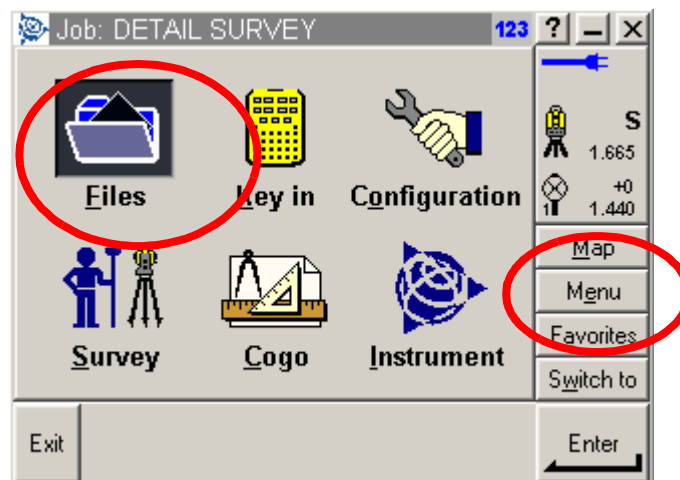 Job: DETAIL SURVEY 123 ?
S
1.665
+0
1 1.440
Files Key in Configuration
Map
Menu
Favorites
Survey Cogo Instrument
Switch to
Exit Enter